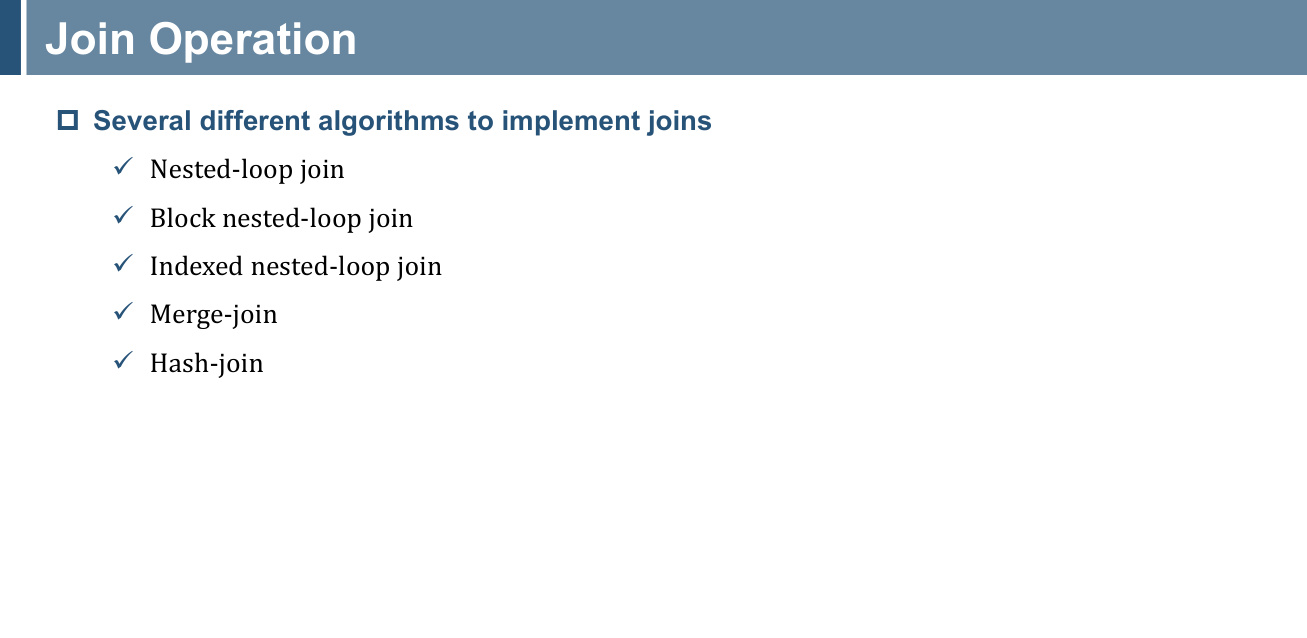 Join Operation
Several different algorithms to implement joins
✓ Nested-loop join
✓ Block nested-loop join
✓ Indexed nested-loop join
✓ Merge-join
✓ Hash-join